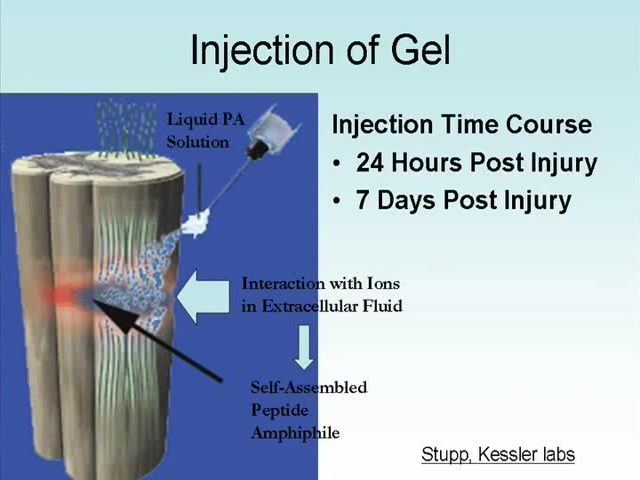 Injection of Gel
Liquid PA
Solution
Injection Time Course
• 24 Hours Post Injury
• 7 Days Post Injury
Interaction with Ions
in Extracellular Fluid
Self-Assembled
Peptide
Amphiphile
Stupp, Kessler labs